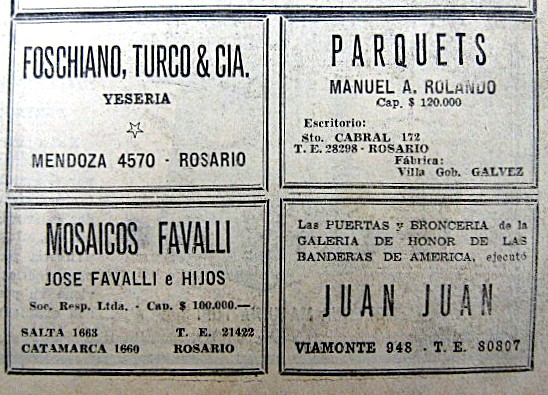 FOSCHIANO, TURCO & CIA.
YESERIA
MENDOZA 4570 - ROSARIO
PARQUETS
MANUEL A. ROLANDO
Cap. $ 120.000
Escritorio:
Sto. CABRAL 172
T. E. 28298 - ROSARIO
Fábrica:
Villa Gob. GALVEZ
MOSAICOS FAVALLI
JOSE FAVALLI e HIJOS
Soc. Resp. Ltda. - Cap. $ 100.000.—
SALTA 1663 T. E. 21422
CATAMARCA 1660 ROSARIO
Las PUERTAS y BRONCERIA de la
GALERIA DE HONOR DE LAS
BANDERAS DE AMERICA, ejecutó
JUAN JUAN
VIAMONTE 948 - T. E. 80807